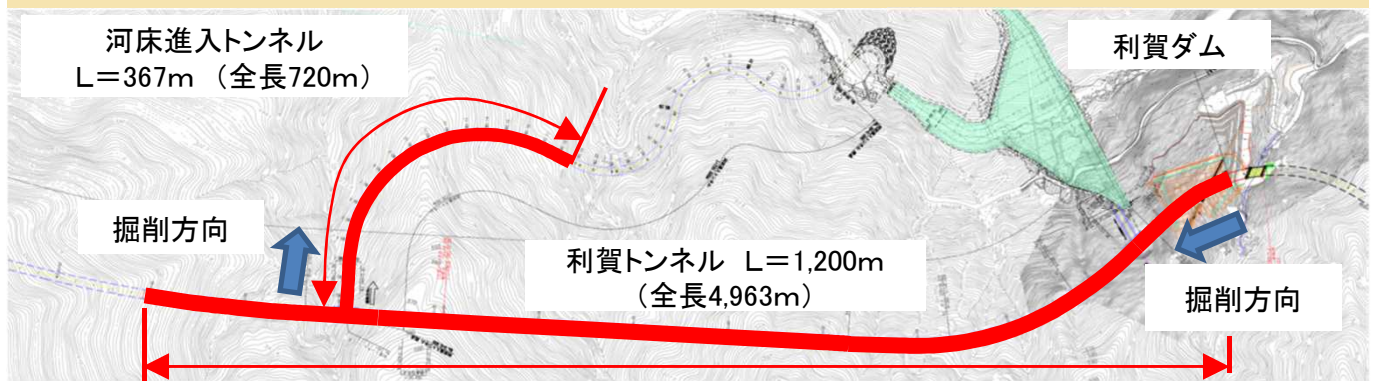 河床進入トンネル
L=367m (全長720m)
利賀ダム
掘削方向
利賀トンネル L=1,200m
(全長4,963m)
掘削方向